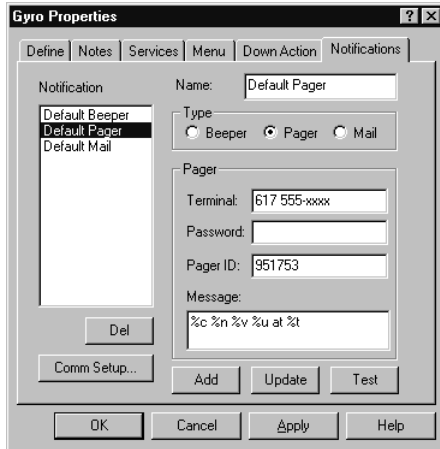 Gyro Properties
Define Notes Services Menu Down Action Notifications
Notification
Default Beeper
Default Pager
Default Mail
Del
Comm Setup...
Name: Default Pager
Type
Beeper Pager Mail
Pager
Terminal: 617 555-xxxx
Password:
Pager ID: 951753
Message:
%c %n %v %u at %t
Add Update Test
OK Cancel Apply Help